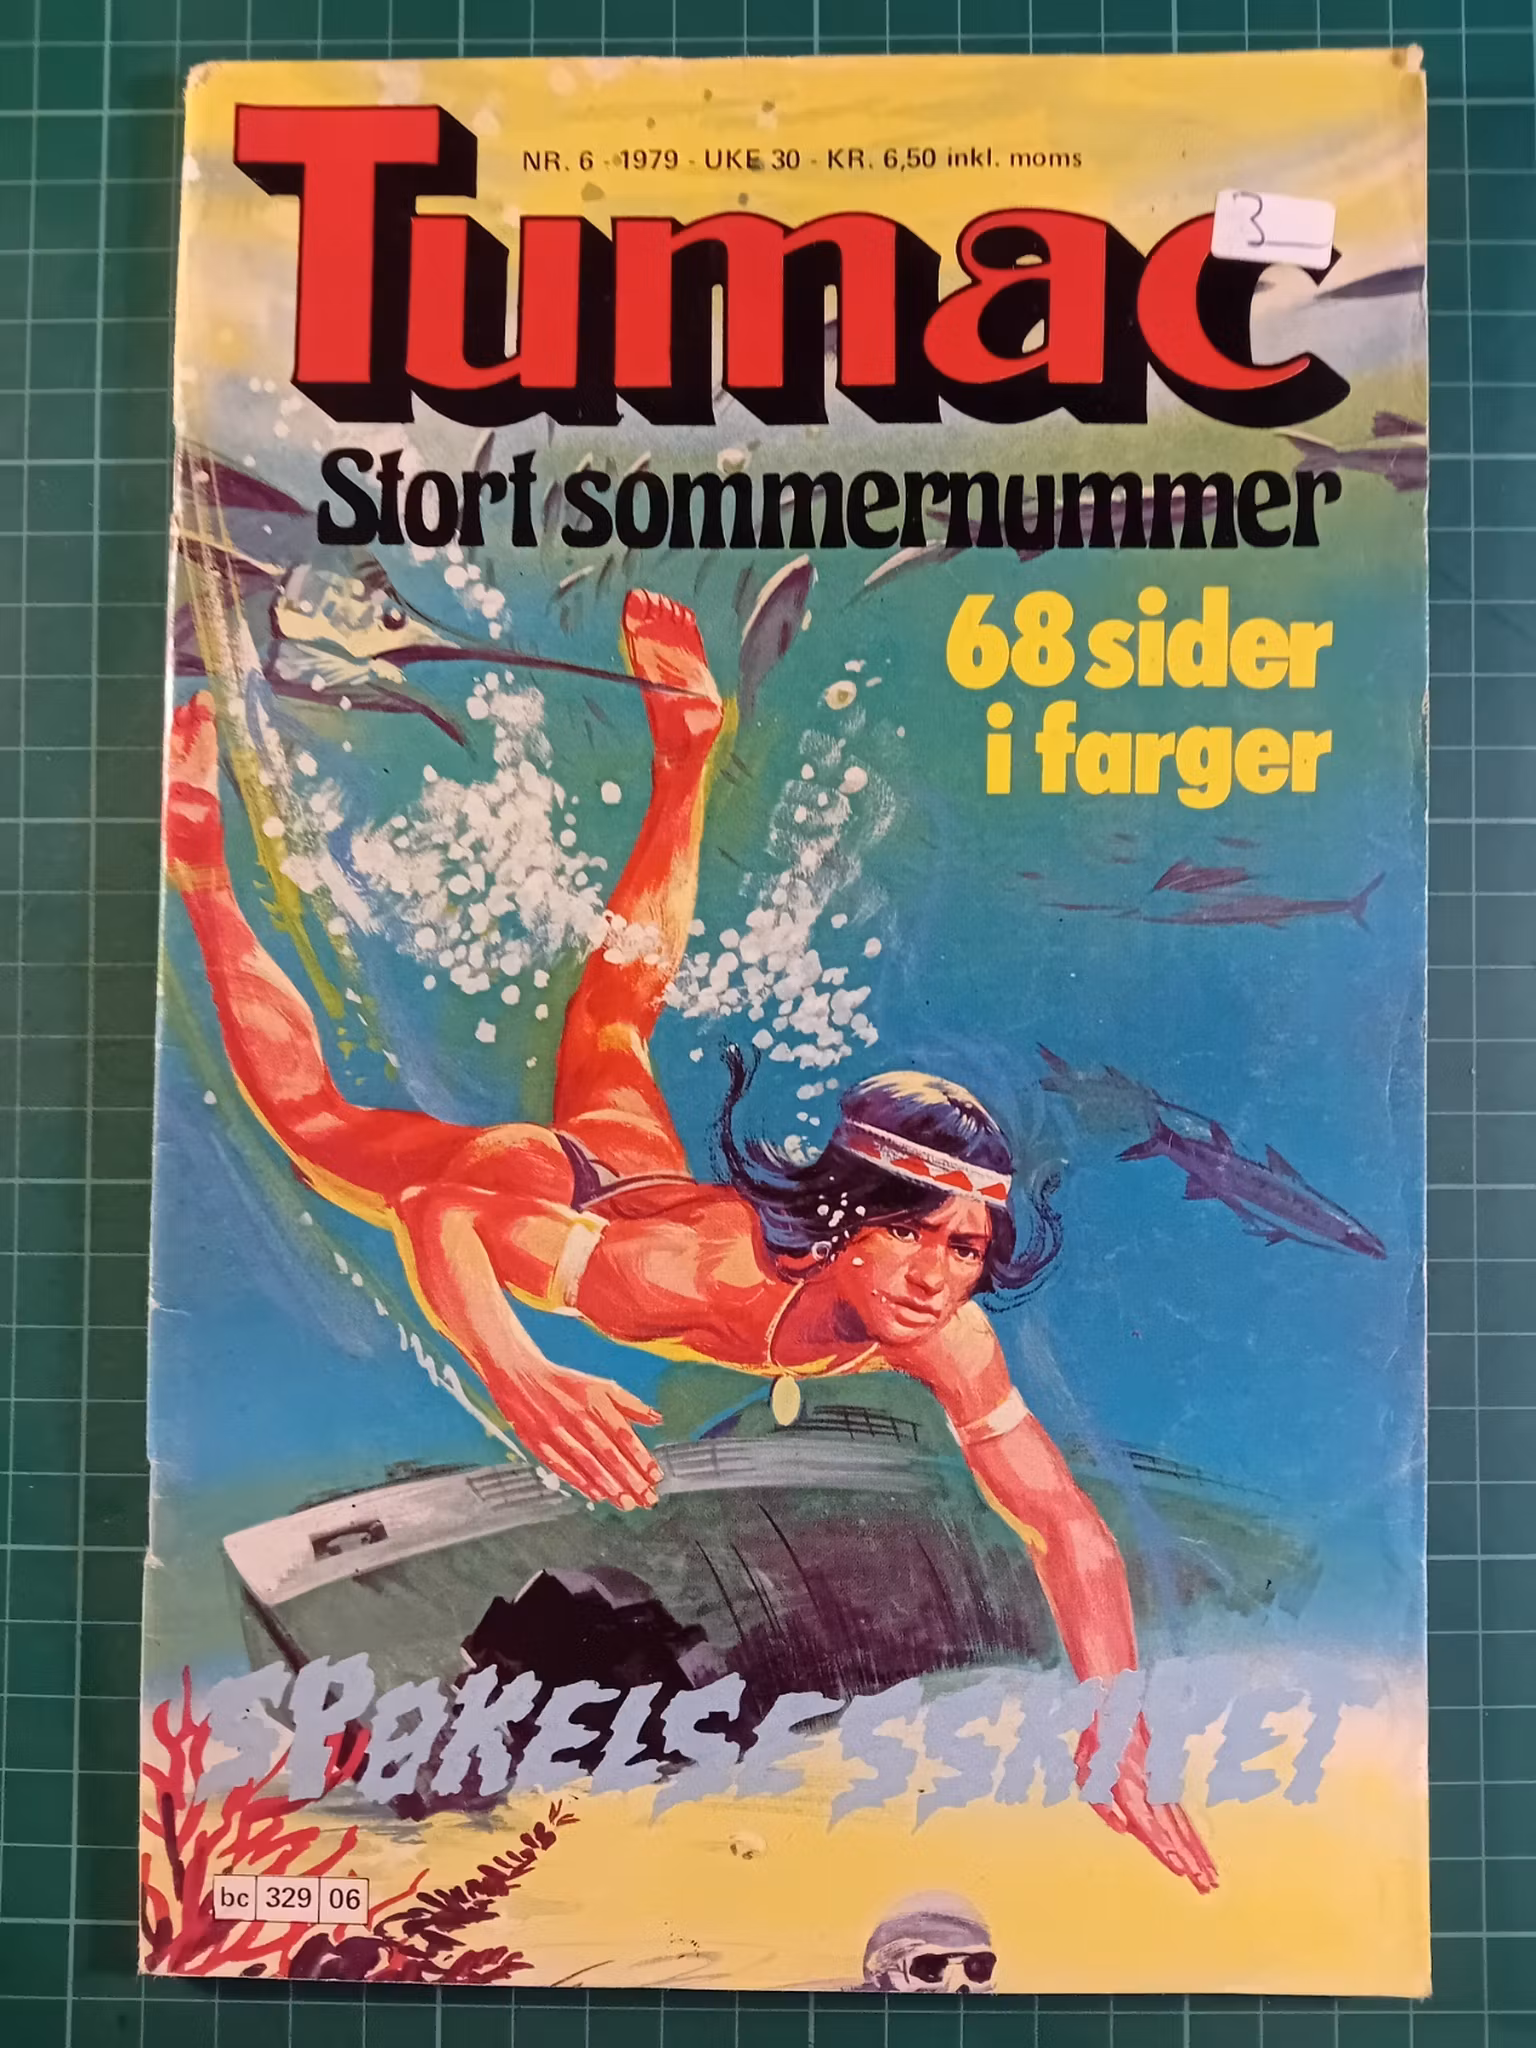 NR. 6 - 1979 - UKE 30 - KR. 6,50 inkl. moms
3
Tumac
Stort sommernummer
68 sider
i farger
SPØKELSESSKIPET
bc 329 06